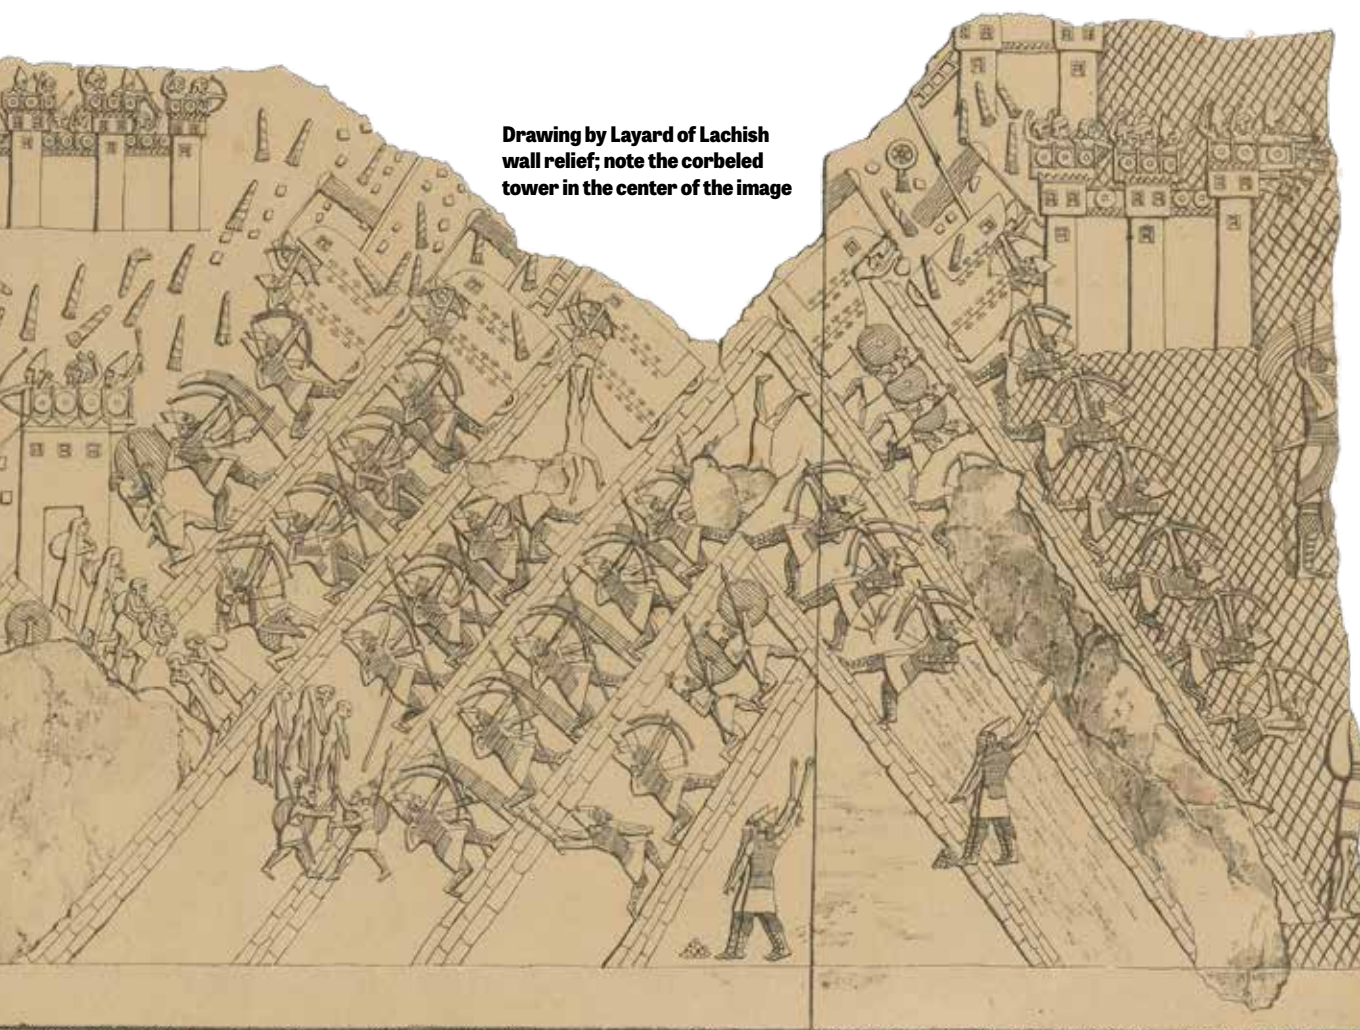 Drawing by Layard of Lachish
wall relief; note the corbeled
tower in the center of the image